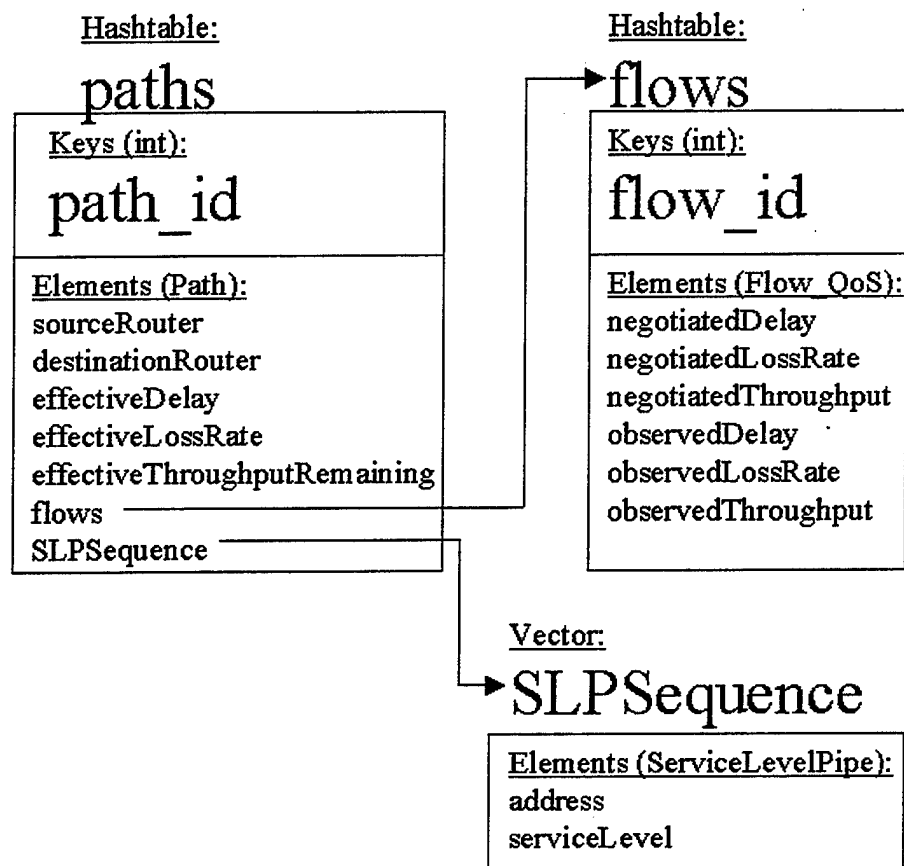 Hashtable:
paths
Keys (int):
path_id
Elements (Path):
sourceRouter
destinationRouter
effectiveDelay
effectiveLossRate
effectiveThroughputRemaining
flows
SLPSequence
Hashtable:
flows
Keys (int):
flow_id
Elements (Flow_QoS):
negotiatedDelay
negotiatedLossRate
negotiatedThroughput
observedDelay
observedLossRate
observedThroughput
Vector:
SLPSequence
Elements (ServiceLevelPipe):
address
serviceLevel